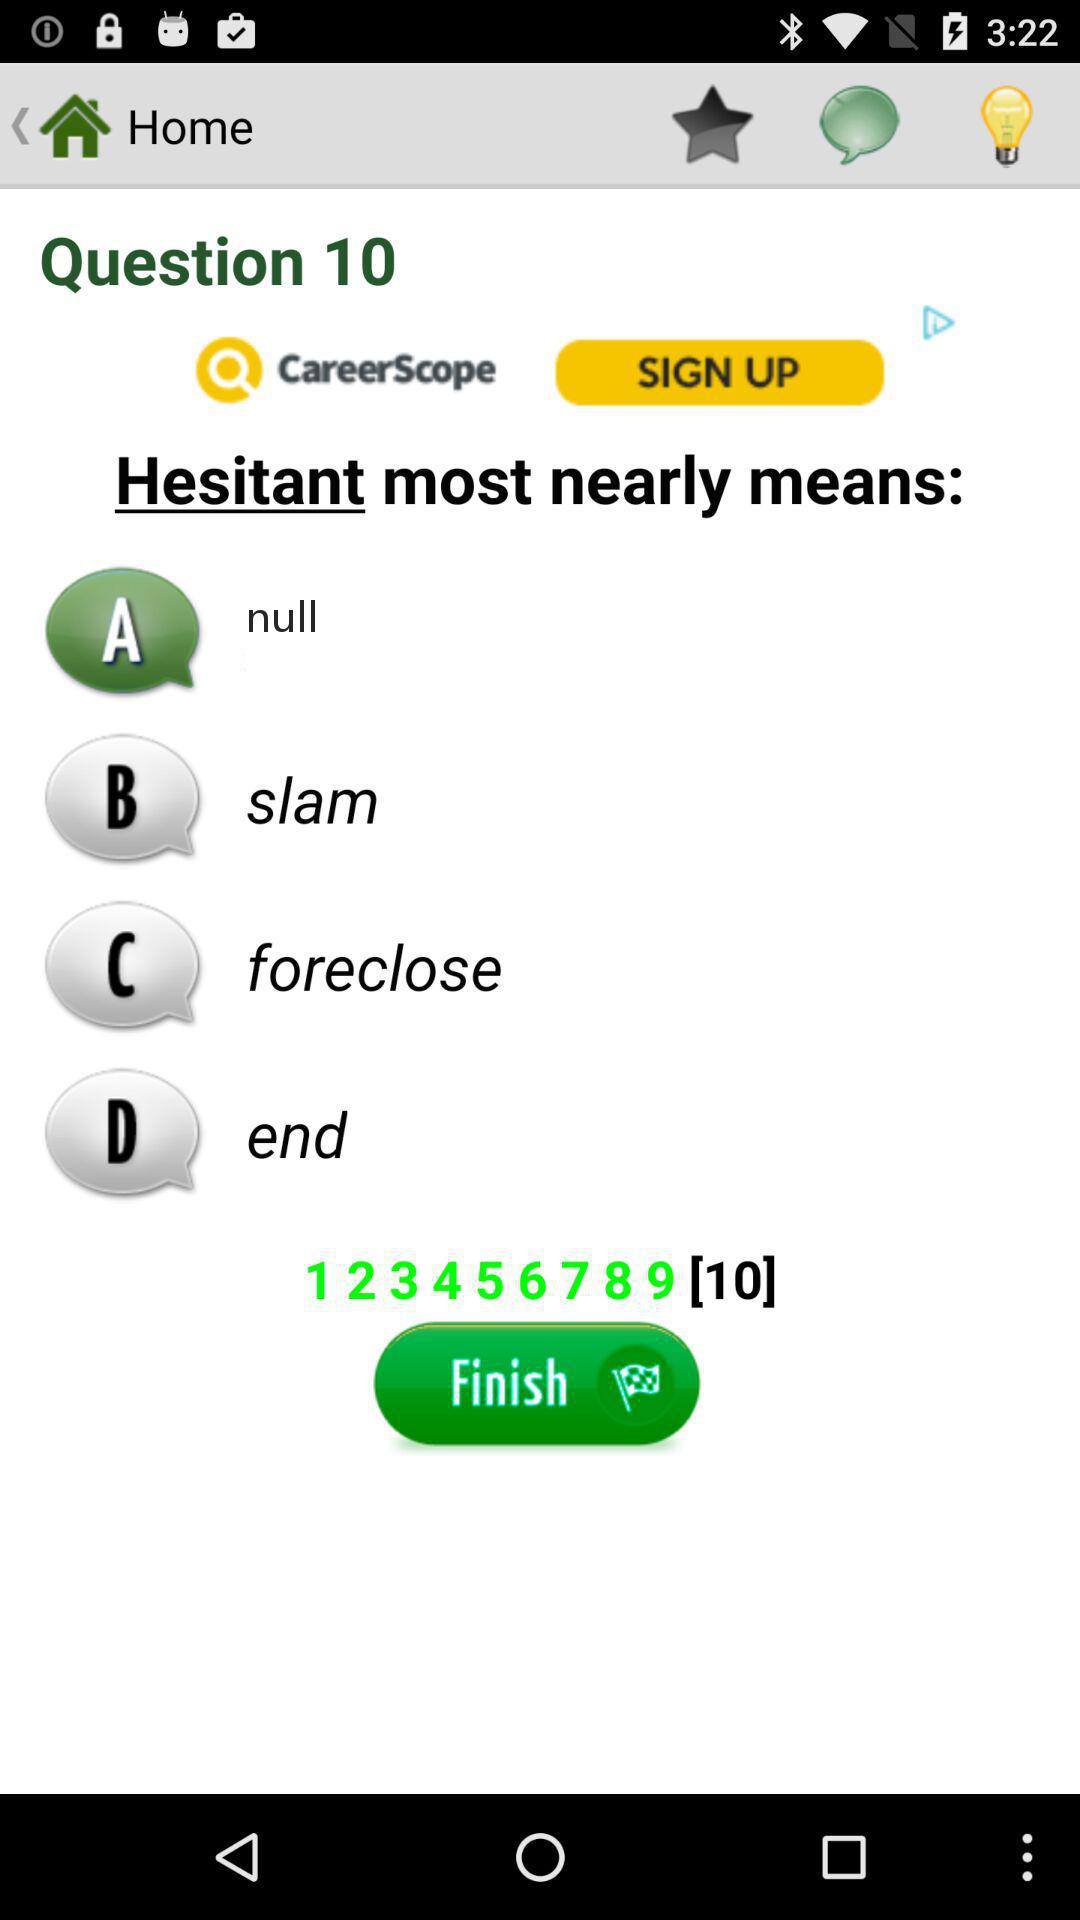 3:22
Home
Question 10
CareerScope SIGN UP
Hesitant most nearly means:
A null
B slam
C foreclose
D end
1 2 3 4 5 6 7 8 9 [10]
Finish